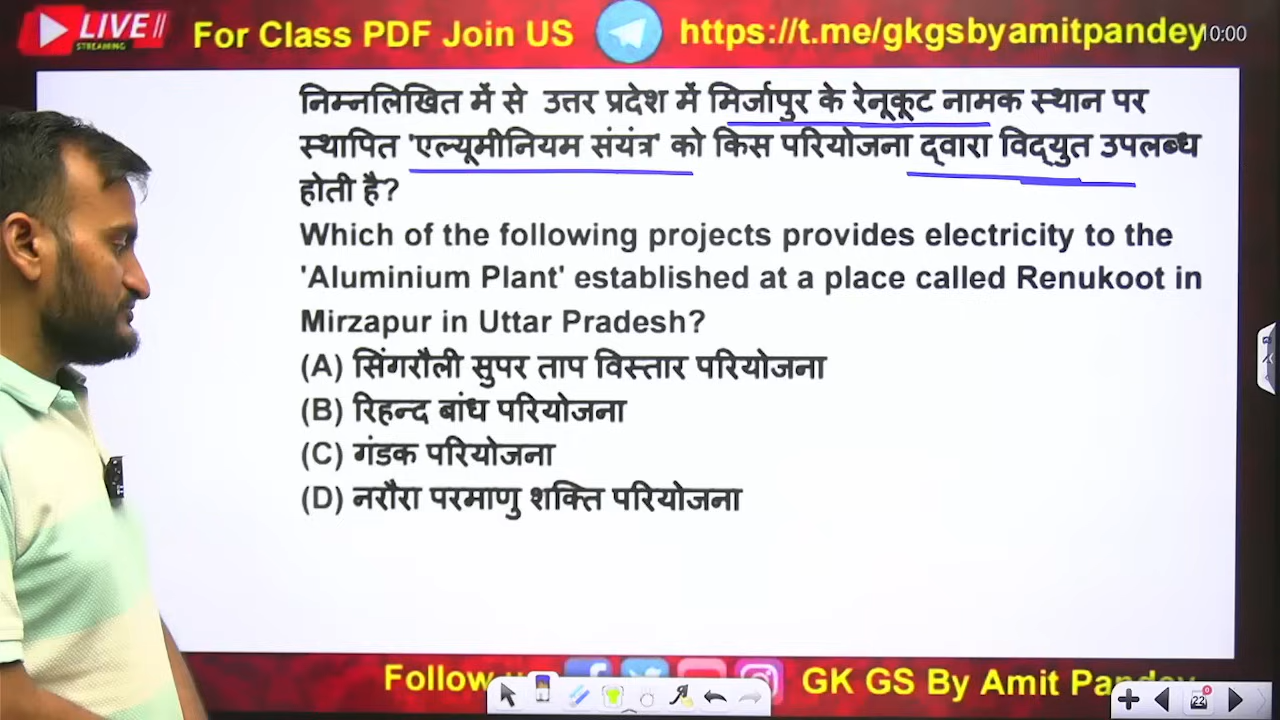 LIVE
STREAMING
For Class PDF Join US
https://t.me/gkgsbyamitpandey
10:00
निम्नलिखित में से उत्तर प्रदेश में मिर्जापुर के रेनूकूट नामक स्थान पर
स्थापित 'एल्यूमीनियम संयंत्र' को किस परियोजना द्वारा विद्युत उपलब्ध
होती है?
Which of the following projects provides electricity to the
'Aluminium Plant' established at a place called Renukoot in
Mirzapur in Uttar Pradesh?
(A) सिंगरौली सुपर ताप विस्तार परियोजना
(B) रिहन्द बांध परियोजना
(C) गंडक परियोजना
(D) नरौरा परमाणु शक्ति परियोजना
Follow
GK GS By Amit Pandey
22